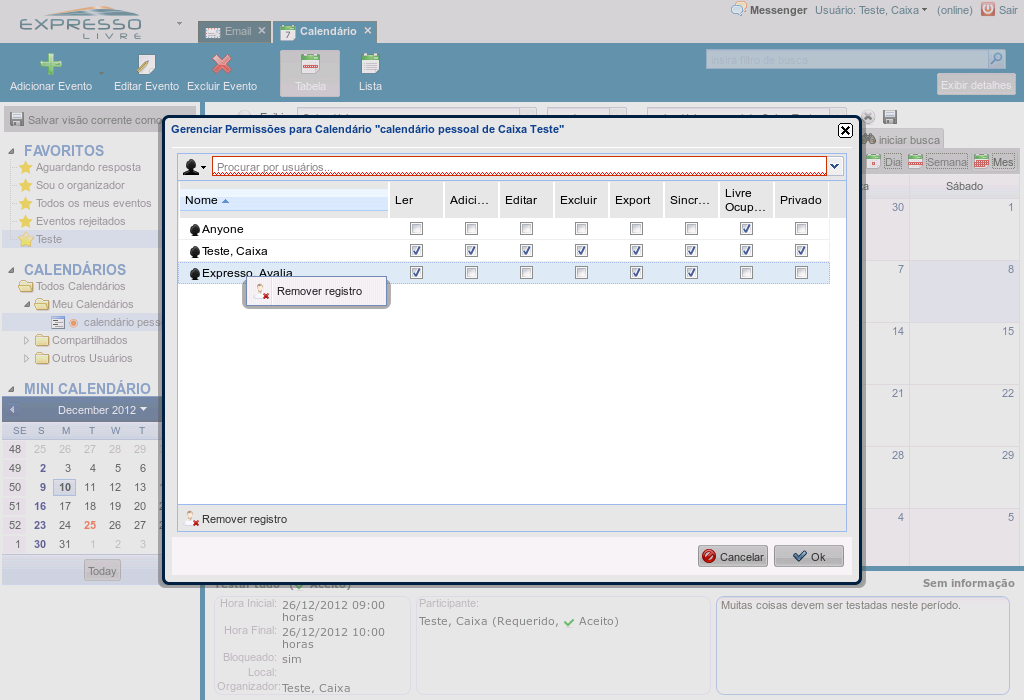 EXPRESSO
LIVRE
Email
Calendário
Messenger
Usuário: Teste, Caixa
(online)
Sair
Adicionar Evento
Editar Evento
Excluir Evento
Tabela
Lista
Insira filtro de busca
Exibir detalhes
Salvar visão corrente como
iniciar busca
Dia
Semana
Mes
FAVORITOS
Aguardando resposta
Sou o organizador
Todos os meus eventos
Eventos rejeitados
Teste
CALENDÁRIOS
Todos Calendários
Meu Calendários
calendário pess
Compartilhados
Outros Usuários
MINI CALENDÁRIO
December 2012
SE S M T W T
48 25 26 27 28 29
49 2 3 4 5 6
50 9 10 11 12 13
51 16 17 18 19 20
52 23 24 25 26 27
1 30 31 1 2 3
Today
Gerenciar Permissões para Calendário "calendário pessoal de Caixa Teste"
Procurar por usuários...
Nome Ler Adici... Editar Excluir Export Sincr... Livre Ocup... Privado
Anyone
Teste, Caixa
Expresso, Avalia
Remover registro
Remover registro
Cancelar
Ok
Sábado
30 1
7 8
14 15
21 22
28 29
4 5
Testar tudo (Aceito)
Sem informação
Hora Inicial: 26/12/2012 09:00
horas
Hora Final: 26/12/2012 10:00
horas
Bloqueado: sim
Local:
Organizador: Teste, Caixa
Participante:
Teste, Caixa (Requerido, Aceito)
Muitas coisas devem ser testadas neste período.